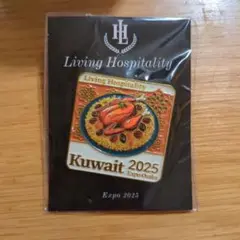 LH
Living Hospitality
Living Hospitality
Kuwait 2025
Expo Osaka
Expo 2025